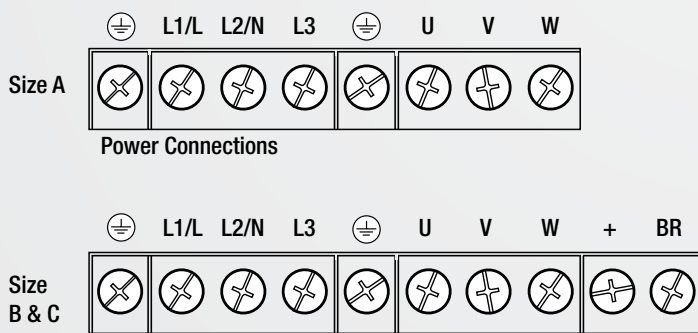 L1/L L2/N L3 U V W
Size A
Power Connections
L1/L L2/N L3 U V W + BR
Size
B & C